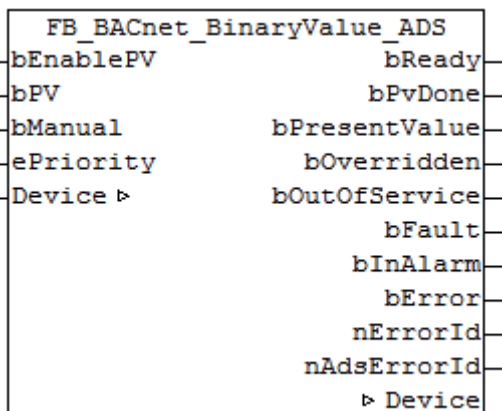 FB_BACnet_BinaryValue_ADS
bEnablePV bReady
bPV bPvDone
bManual bPresentValue
ePriority bOverridden
Device ▹ bOutOfService
bFault
bInAlarm
bError
nErrorId
nAdsErrorId
▹ Device